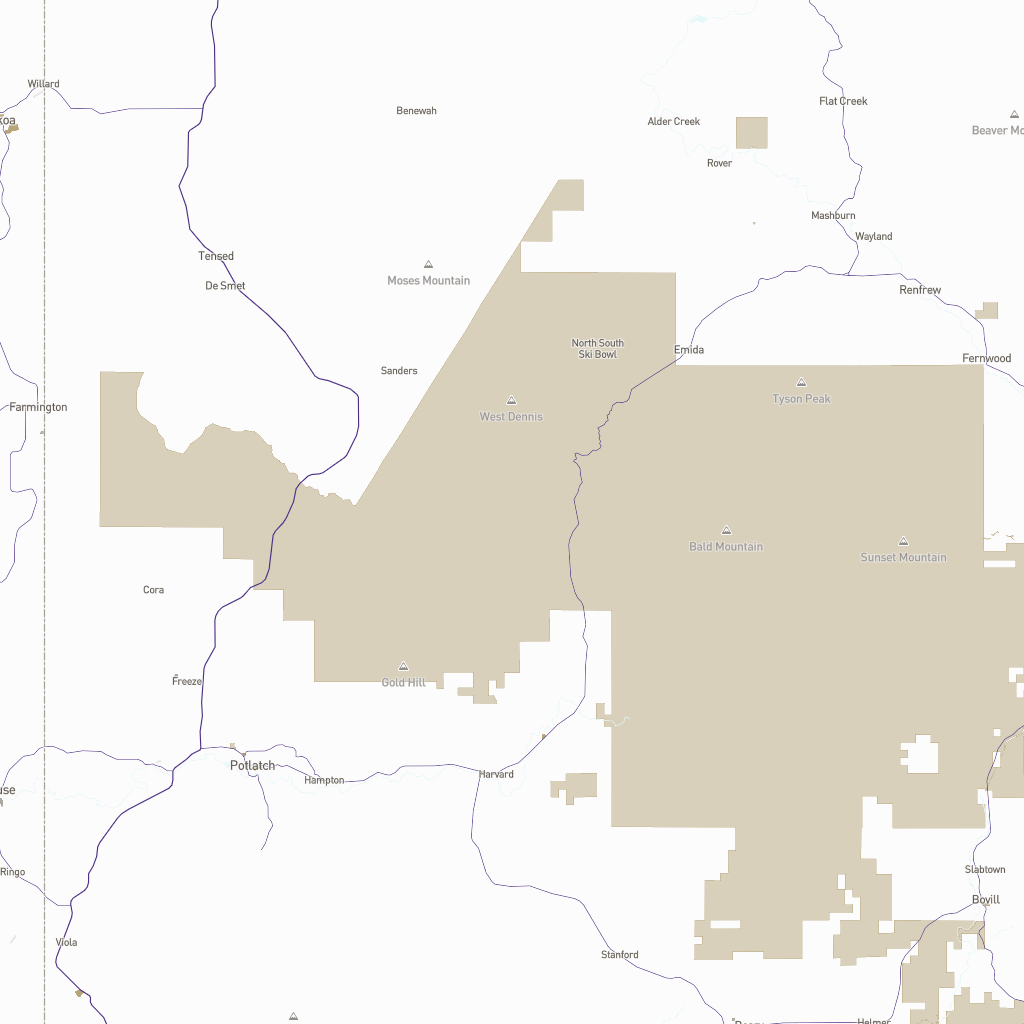 Willard
koa
Benewah
Flat Creek
Alder Creek
Beaver Mo
Rover
Mashburn
Wayland
Tensed
De Smet
Moses Mountain
Renfrew
North South
Ski Bowl
Emida
Fernwood
Sanders
Tyson Peak
Farmington
West Dennis
Bald Mountain
Sunset Mountain
Cora
Freeze
Gold Hill
Potlatch
Hampton
Harvard
use
Ringo
Slabtown
Bovill
Viola
Stanford
Helmer